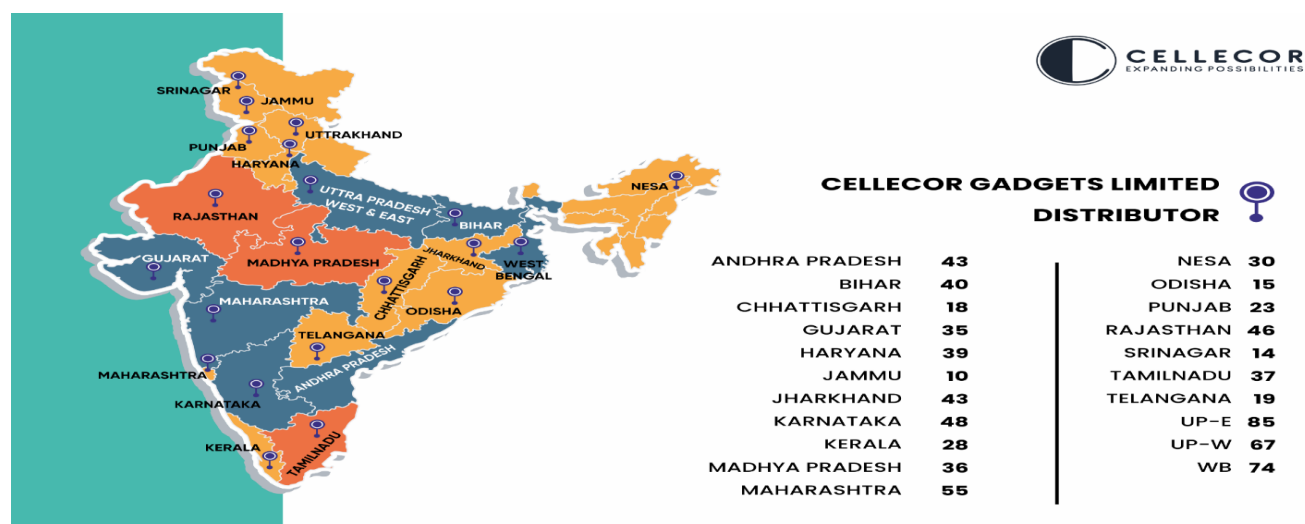 CELLECOR
EXPANDING POSSIBILITIES
SRINAGAR
JAMMU
UTTRAKHAND
PUNJAB
HARYANA
UTTRA PRADESH
WEST & EAST
NESA
RAJASTHAN
BIHAR
JHARKHAND
GUJARAT
MADHYA PRADESH
WEST
BENGAL
CHHATTISGARH
MAHARASHTRA
ODISHA
TELANGANA
ANDHRA PRADESH
MAHARASHTRA
KARNATAKA
KERALA
TAMILNADU
CELLECOR GADGETS LIMITED
DISTRIBUTOR
ANDHRA PRADESH 43
BIHAR 40
CHHATTISGARH 18
GUJARAT 35
HARYANA 39
JAMMU 10
JHARKHAND 43
KARNATAKA 48
KERALA 28
MADHYA PRADESH 36
MAHARASHTRA 55
NESA 30
ODISHA 15
PUNJAB 23
RAJASTHAN 46
SRINAGAR 14
TAMILNADU 37
TELANGANA 19
UP-E 85
UP-W 67
WB 74